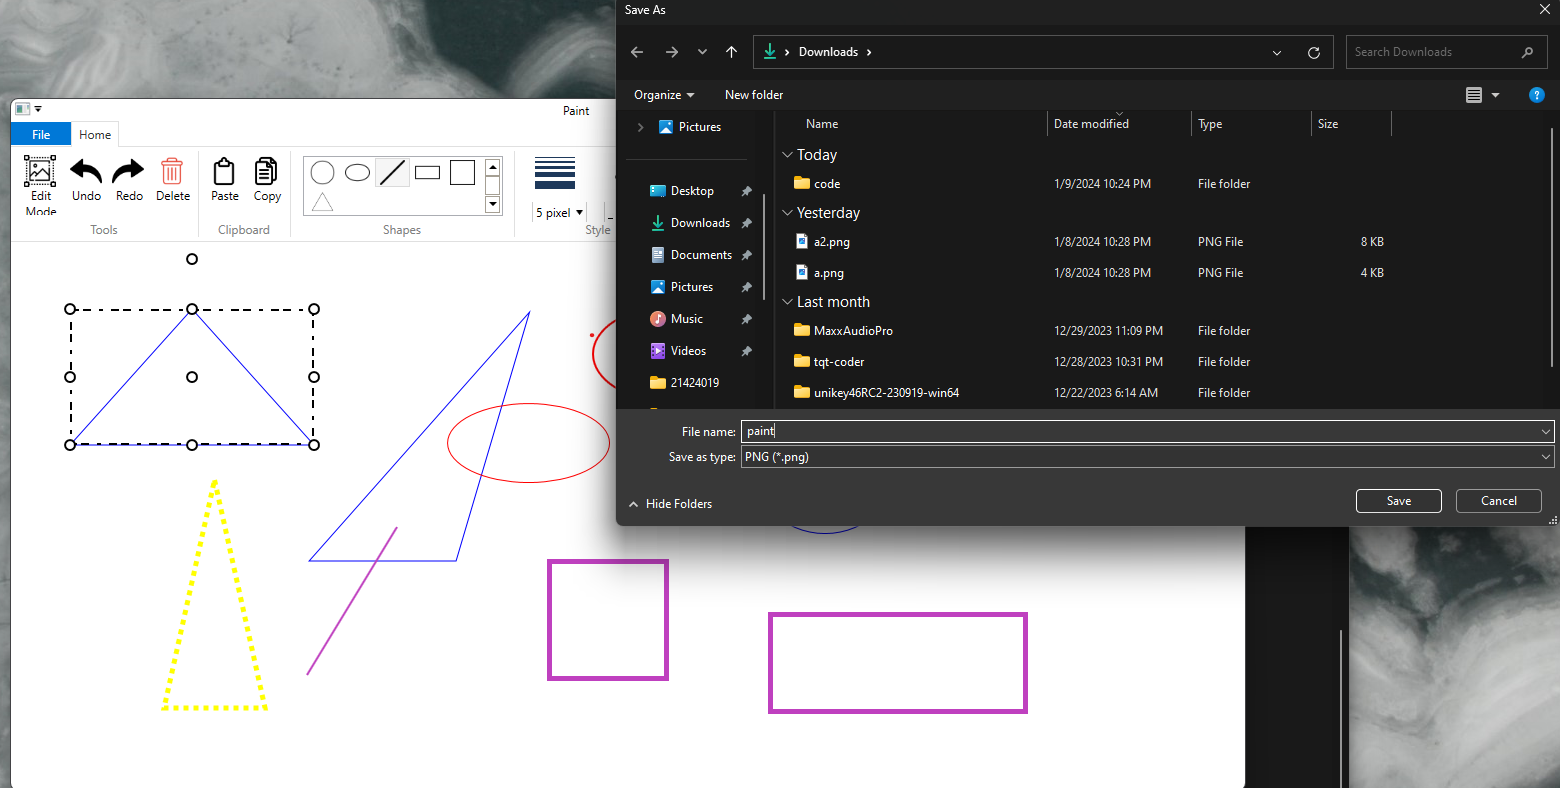 Save As
Downloads
Search Downloads
Organize
New folder
Pictures
Desktop
Downloads
Documents
Pictures
Music
Videos
21424019
Name
Date modified
Type
Size
Today
code 1/9/2024 10:24 PM File folder
Yesterday
a2.png 1/8/2024 10:28 PM PNG File 8 KB
a.png 1/8/2024 10:28 PM PNG File 4 KB
Last month
MaxxAudioPro 12/29/2023 11:09 PM File folder
tqt-coder 12/28/2023 10:31 PM File folder
unikey46RC2-230919-win64 12/22/2023 6:14 AM File folder
File name: paint
Save as type: PNG (*.png)
Hide Folders
Save
Cancel
Paint
File
Home
Edit
Mode
Undo
Redo
Delete
Paste
Copy
5 pixel
Tools
Clipboard
Shapes
Style